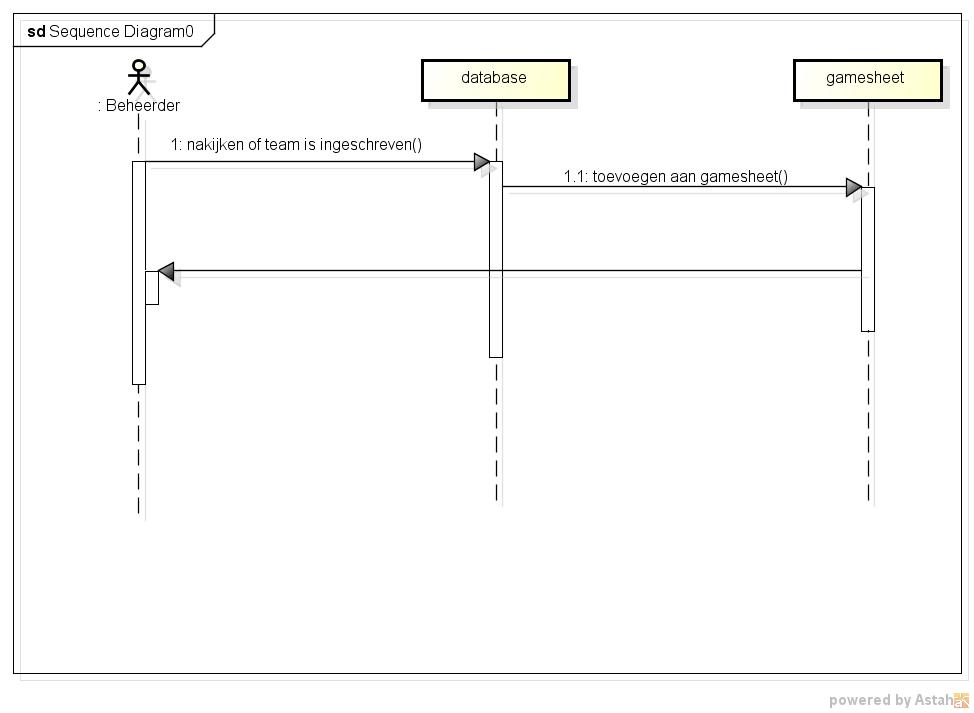 sd Sequence Diagram0
: Beheerder
database
gamesheet
1: nakijken of team is ingeschreven()
1.1: toevoegen aan gamesheet()
powered by Astah